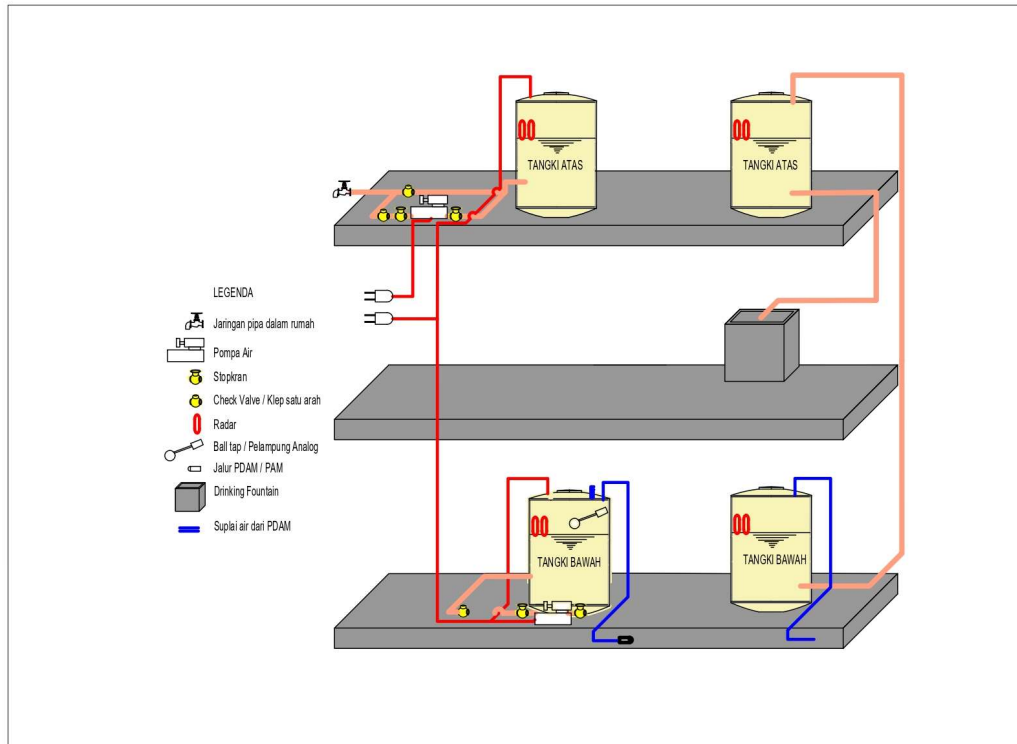 TANGKI ATAS
TANGKI ATAS
LEGENDA
Jaringan pipa dalam rumah
Pompa Air
Stopkran
Check Valve / Klep satu arah
Radar
Ball tap / Pelampung Analog
Jalur PDAM / PAM
Drinking Fountain
Suplai air dari PDAM
TANGKI BAWAH
TANGKI BAWAH